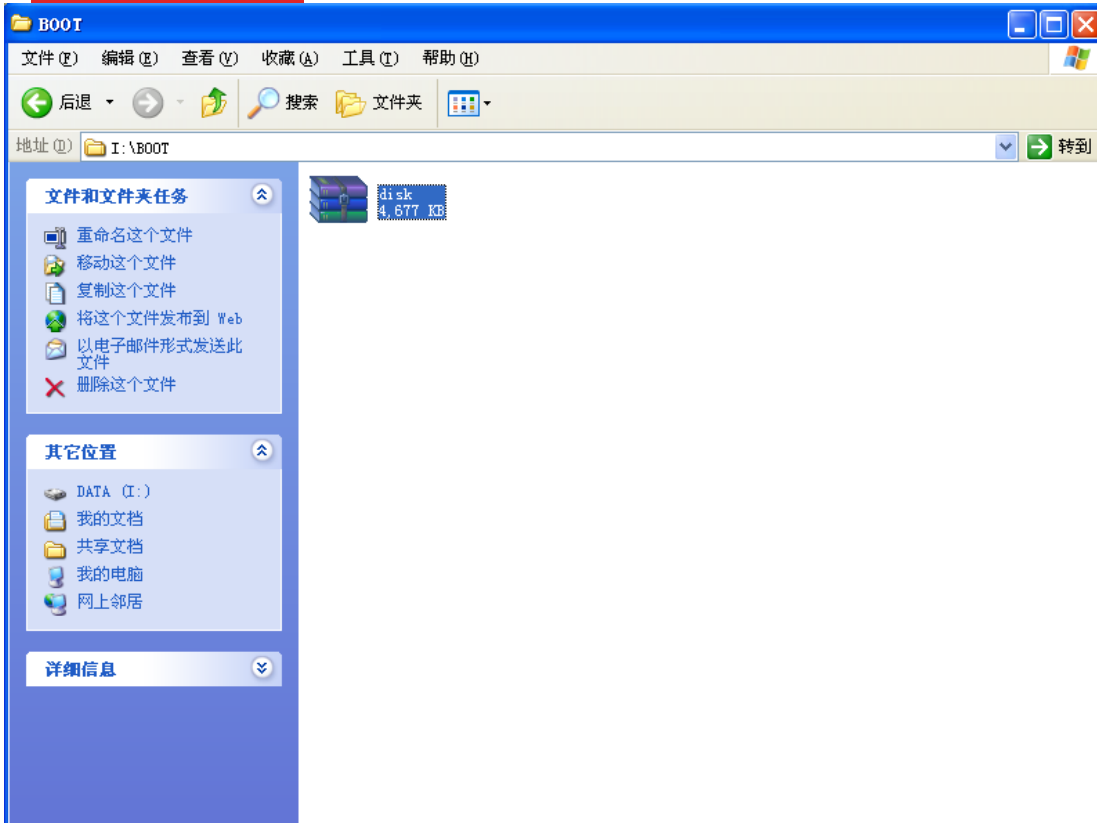 BOOT
文件(F) 编辑(E) 查看(V) 收藏(A) 工具(T) 帮助(H)
后退 搜索 文件夹
地址(D) I:\BOOT 转到
文件和文件夹任务
重命名这个文件
移动这个文件
复制这个文件
将这个文件发布到 Web
以电子邮件形式发送此
文件
删除这个文件
其它位置
DATA (I:)
我的文档
共享文档
我的电脑
网上邻居
详细信息
disk
4,677 KB